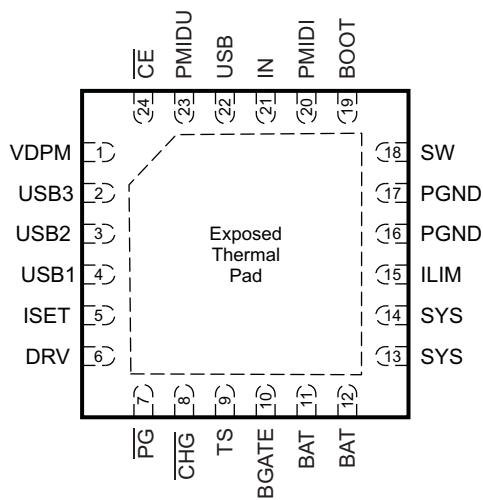 CE PMIDU USB IN PMIDI BOOT
24 23 22 21 20 19
VDPM 1 18 SW
USB3 2 17 PGND
USB2 3 16 PGND
Exposed
Thermal
Pad
USB1 4 15 ILIM
ISET 5 14 SYS
DRV 6 13 SYS
7 8 9 10 11 12
PG CHG TS BGATE BAT BAT